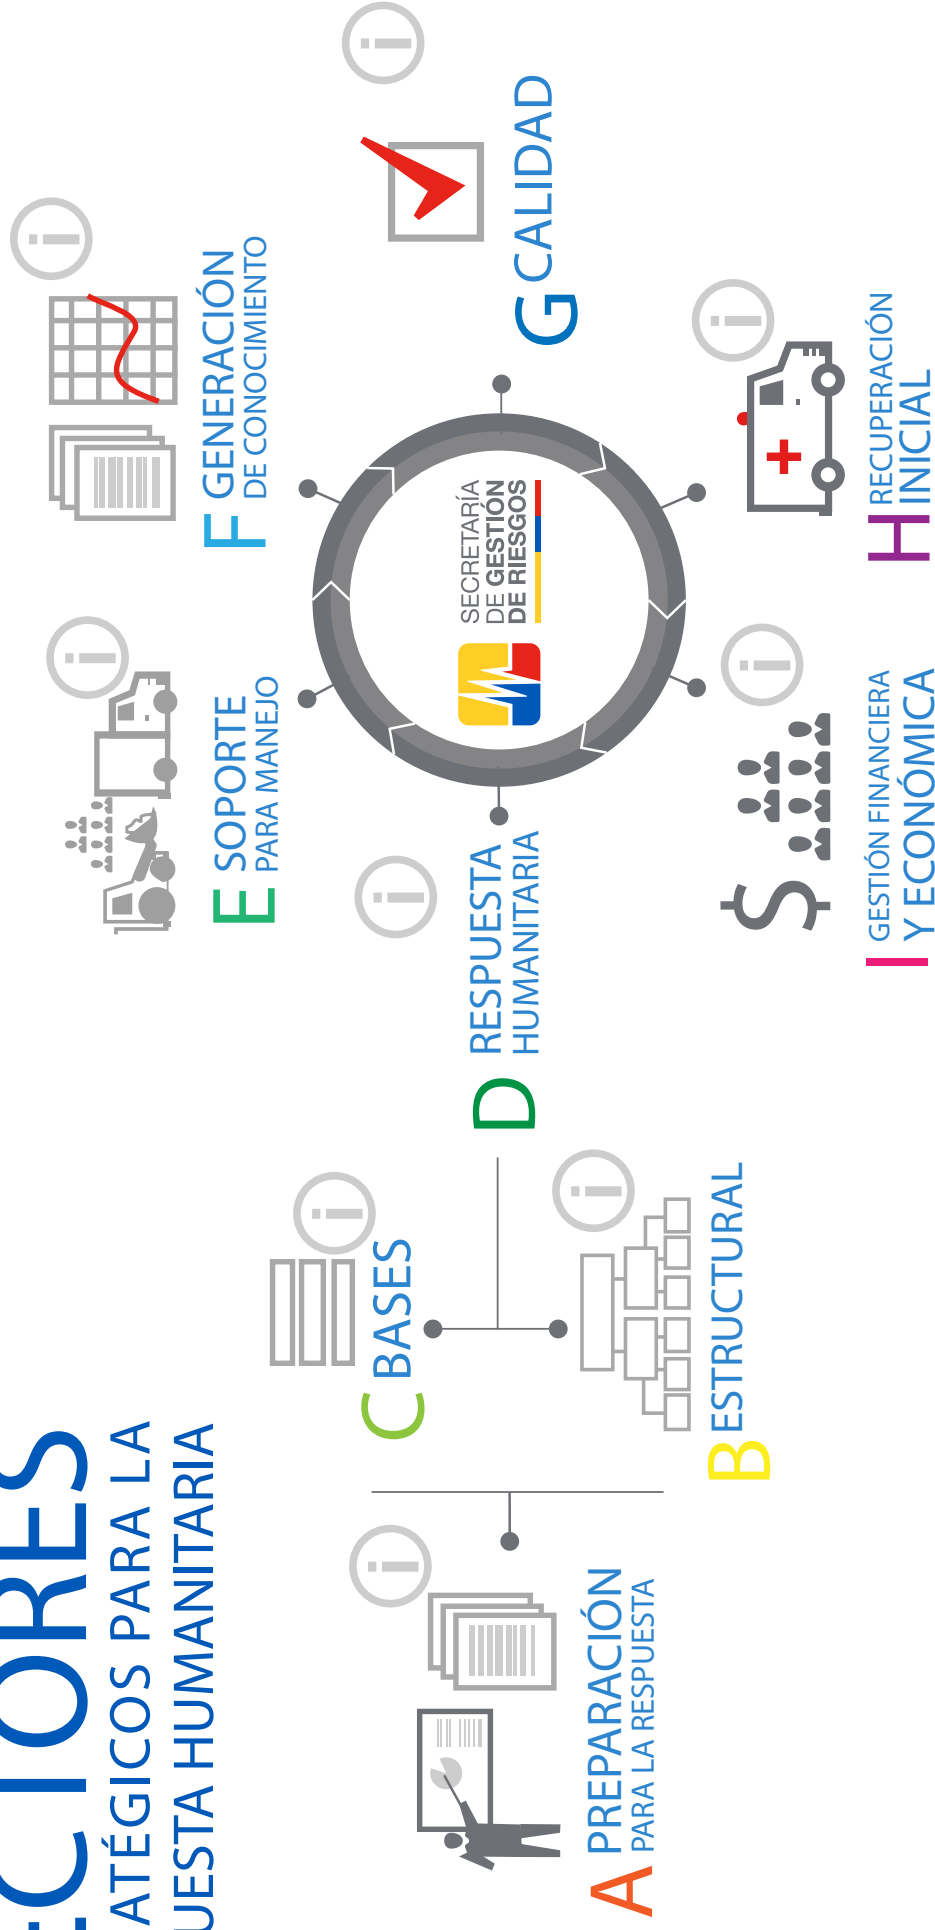 ECTORES
ATÉGICOS PARA LA
UESTA HUMANITARIA
A PREPARACIÓN
PARA LA RESPUESTA
B ESTRUCTURAL
C BASES
D RESPUESTA
HUMANITARIA
E SOPORTE
PARA MANEJO
F GENERACIÓN
DE CONOCIMIENTO
G CALIDAD
H RECUPERACIÓN
INICIAL
I GESTIÓN FINANCIERA
Y ECONÓMICA
SECRETARÍA
DE GESTIÓN
DE RIESGOS
i
i
i
i
i
i
i
i
i
$